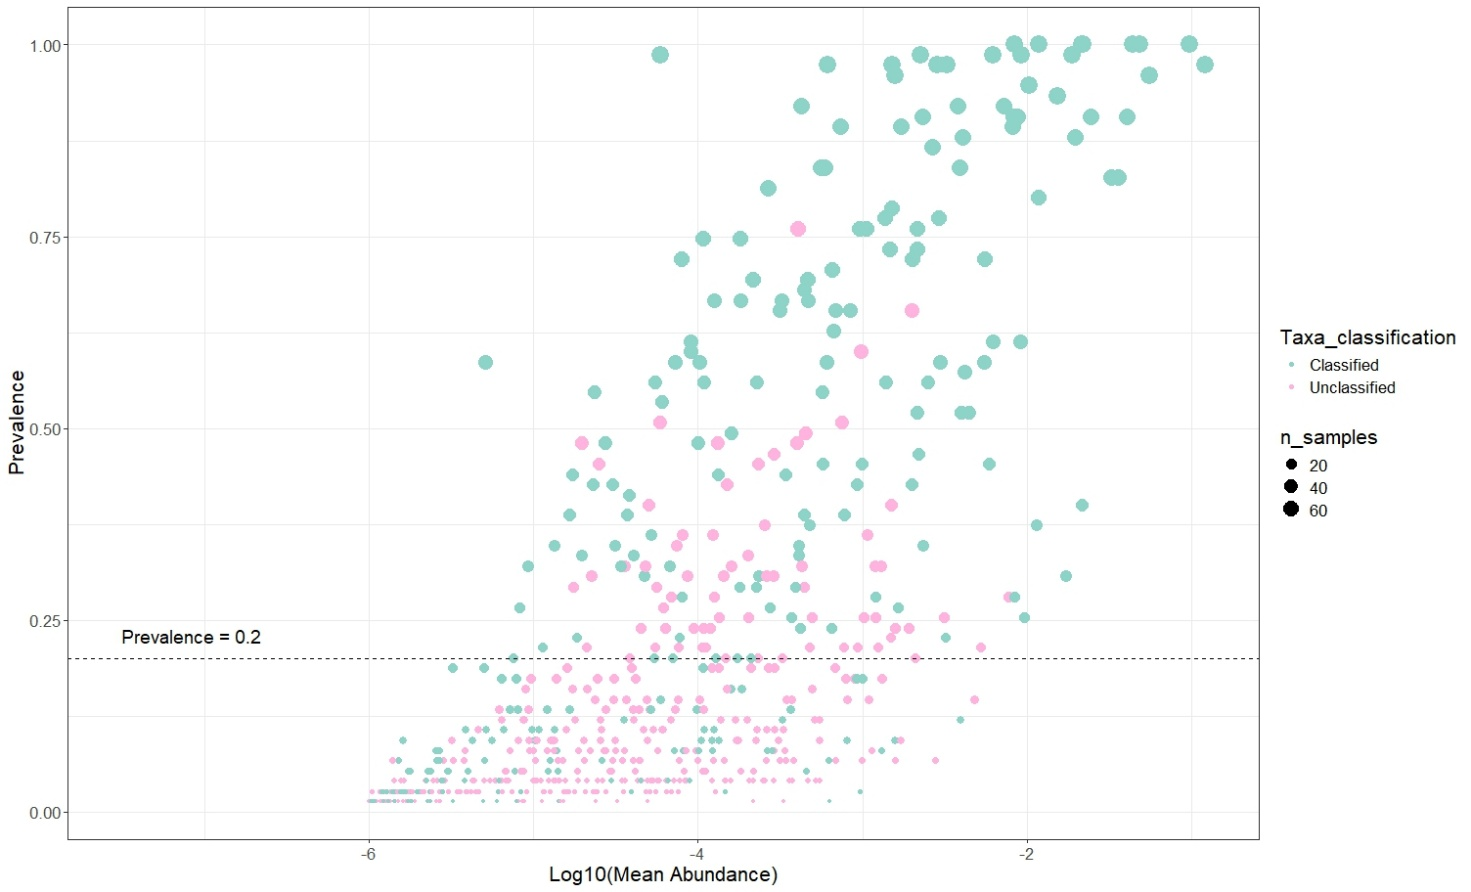 1.00
0.75
0.50
0.25
0.00
Prevalence
Prevalence = 0.2
-6
-4
-2
Log10(Mean Abundance)
Taxa_classification
Classified
Unclassified
n_samples
20
40
60